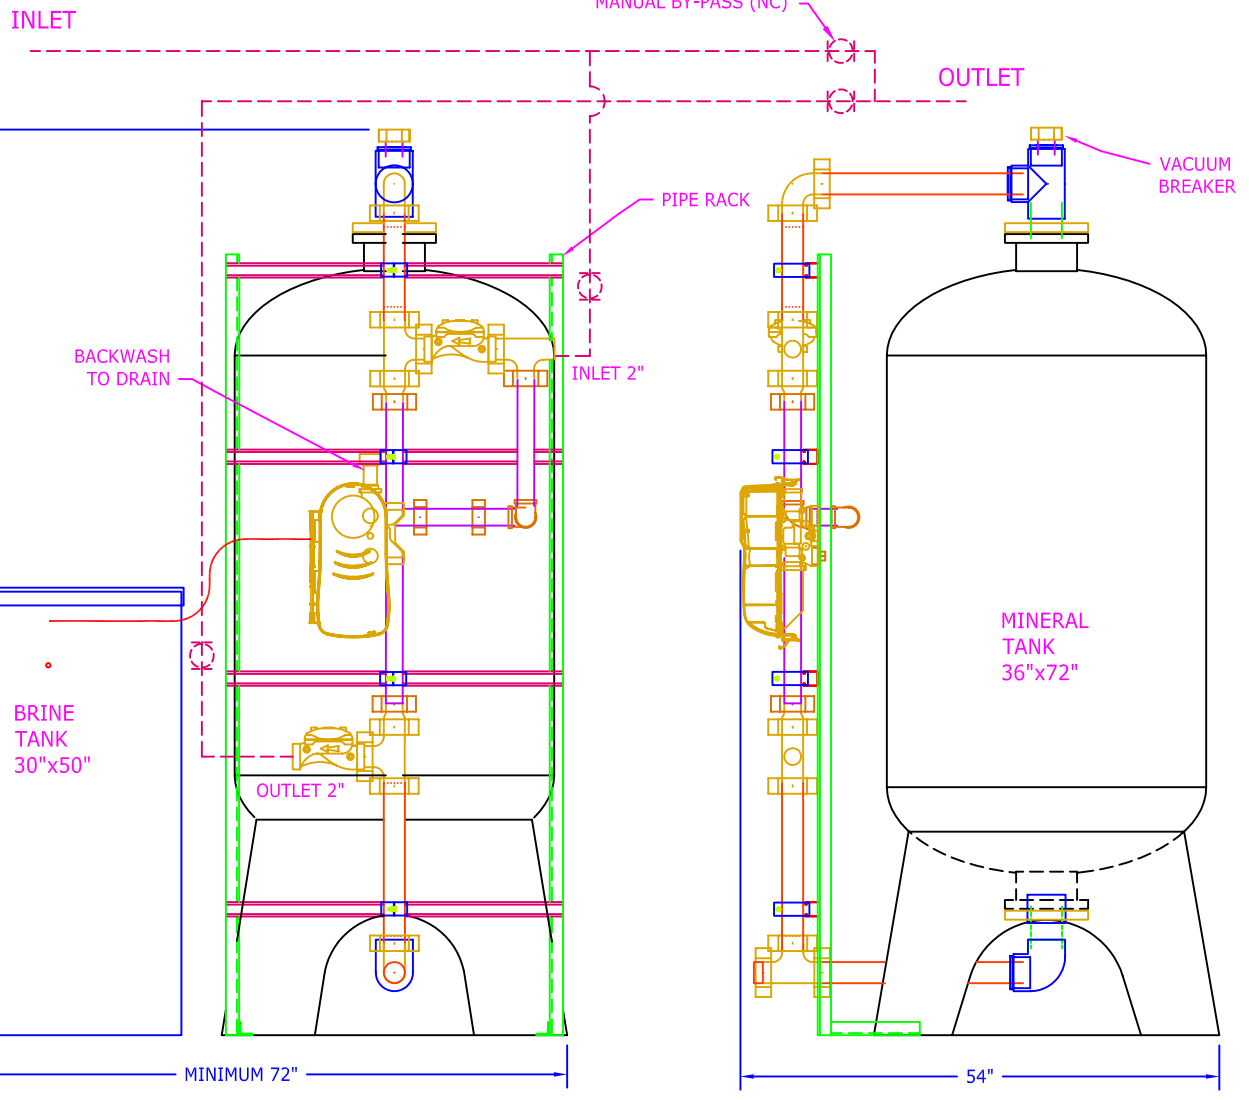 MANUAL BY-PASS (NC)
INLET
OUTLET
VACUUM
BREAKER
PIPE RACK
BACKWASH
TO DRAIN
INLET 2"
MINERAL
TANK
36"x72"
BRINE
TANK
30"x50"
OUTLET 2"
MINIMUM 72"
54"